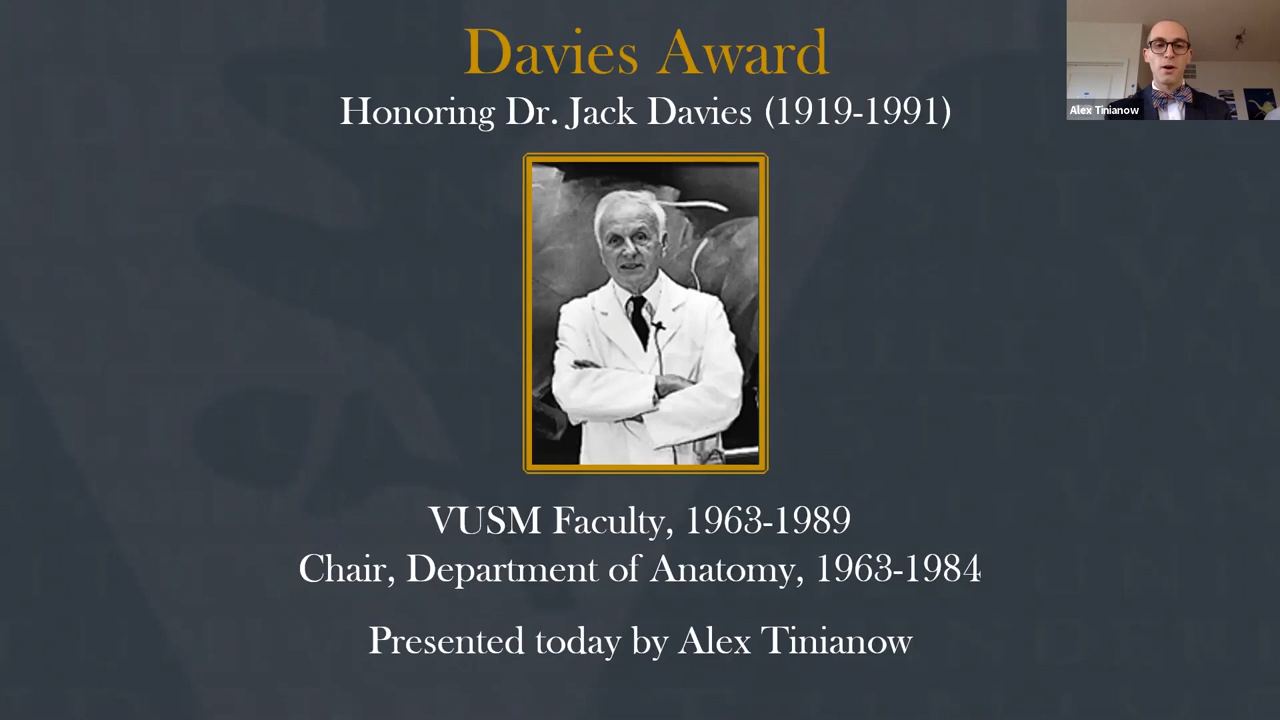 Davies Award
Honoring Dr. Jack Davies (1919-1991)
Alex Tinianow
VUSM Faculty, 1963-1989
Chair, Department of Anatomy, 1963-1984
Presented today by Alex Tinianow